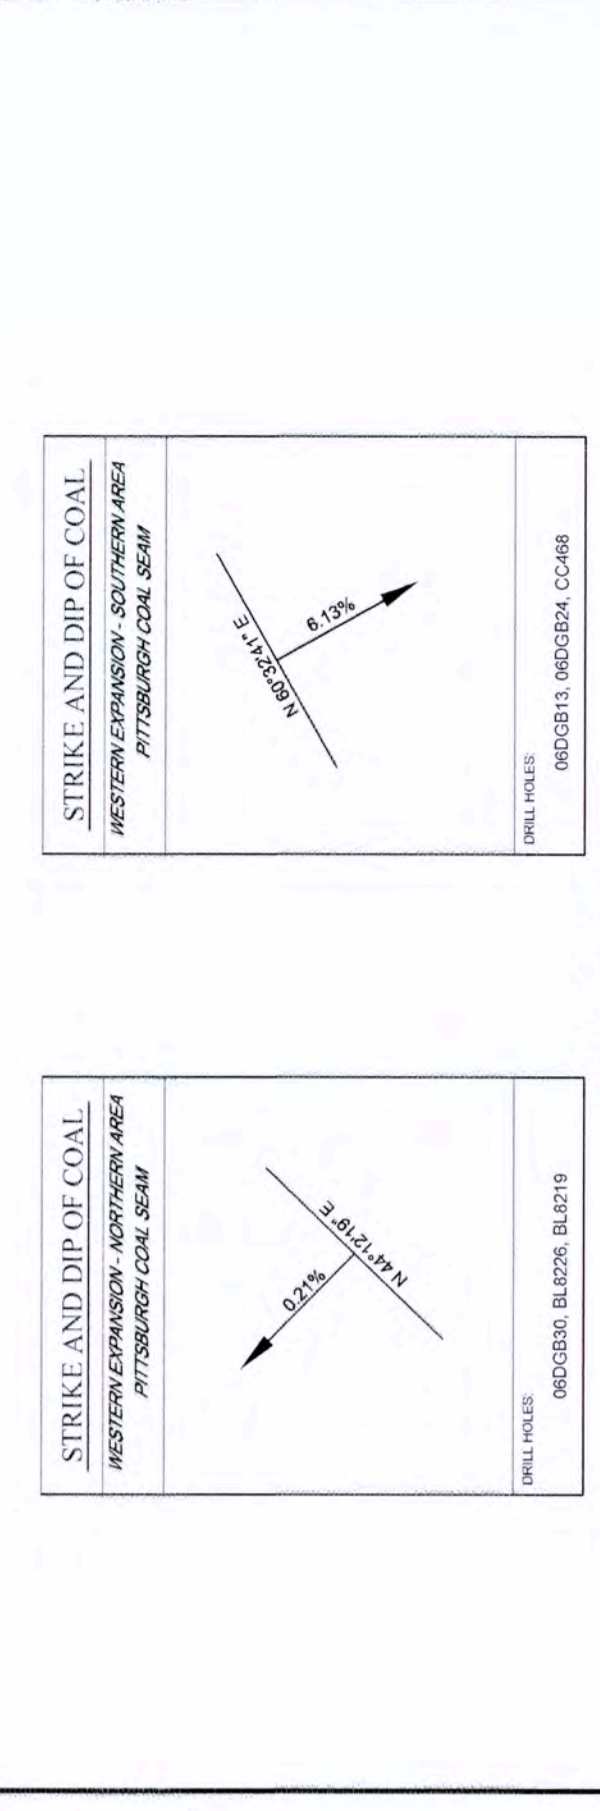 STRIKE AND DIP OF COAL
WESTERN EXPANSION - NORTHERN AREA
PITTSBURGH COAL SEAM
0.21%
N 44°12'19" E
DRILL HOLES:
06DGB30, BL8226, BL8219
STRIKE AND DIP OF COAL
WESTERN EXPANSION - SOUTHERN AREA
PITTSBURGH COAL SEAM
N 60°32'41" E
6.13%
DRILL HOLES:
06DGB13, 06DGB24, CC468